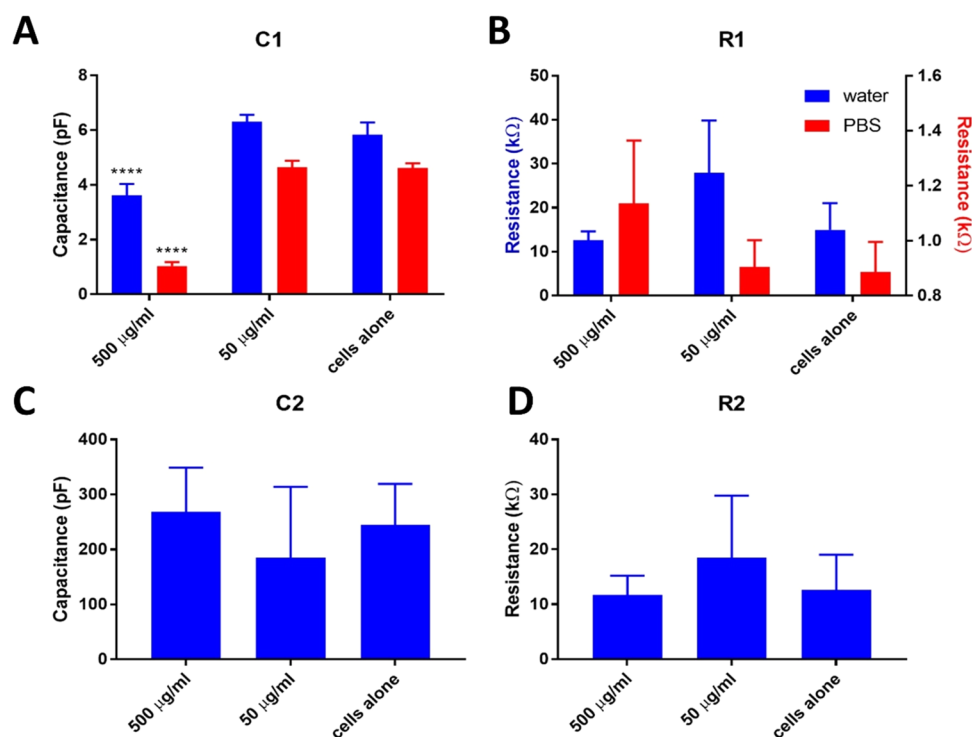 A
C1
Capacitance (pF)
8
6
4
2
0
****
****
500 μg/ml
50 μg/ml
cells alone
B
R1
Resistance (kΩ)
50
40
30
20
10
0
water
PBS
1.6
1.4
1.2
1.0
0.8
Resistance (kΩ)
500 μg/ml
50 μg/ml
cells alone
C
C2
Capacitance (pF)
400
300
200
100
0
500 μg/ml
50 μg/ml
cells alone
D
R2
Resistance (kΩ)
40
30
20
10
0
500 μg/ml
50 μg/ml
cells alone